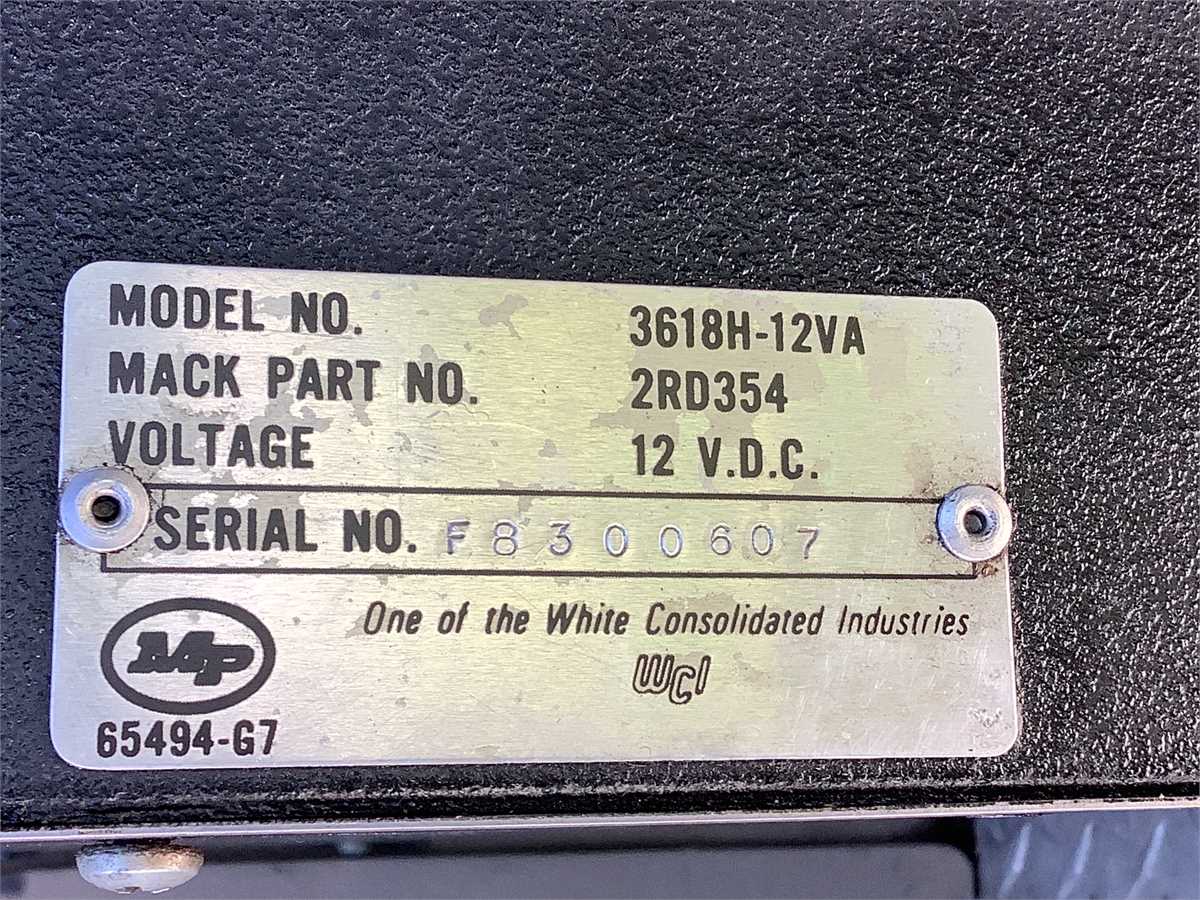 MODEL NO. 3618H-12VA
MACK PART NO. 2RD354
VOLTAGE 12 V.D.C.
SERIAL NO. F8300607
One of the White Consolidated Industries
MP
WCI
65494-G7